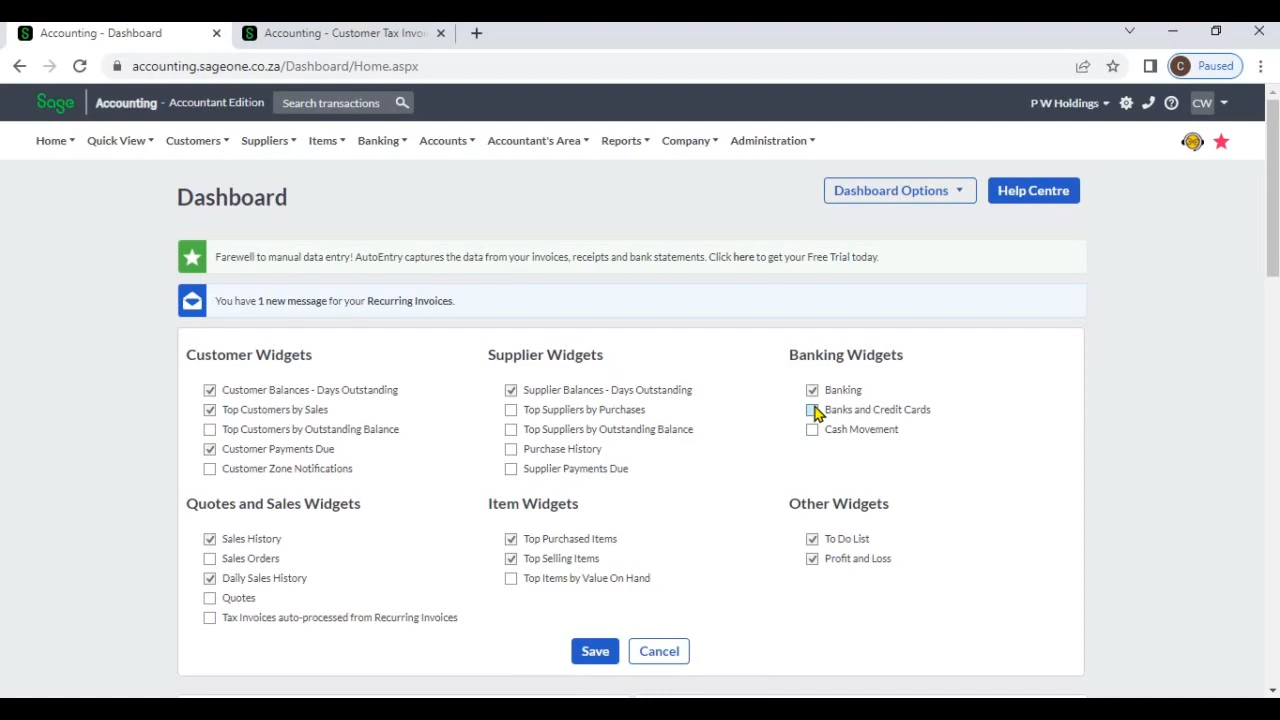 Accounting - Dashboard
Accounting - Customer Tax Invoi
accounting.sageone.co.za/Dashboard/Home.aspx
C Paused
Sage Accounting - Accountant Edition
Search transactions
P W Holdings
CW
Home Quick View Customers Suppliers Items Banking Accounts Accountant's Area Reports Company Administration
Dashboard
Dashboard Options
Help Centre
Farewell to manual data entry! AutoEntry captures the data from your invoices, receipts and bank statements. Click here to get your Free Trial today.
You have 1 new message for your Recurring Invoices.
Customer Widgets
Customer Balances - Days Outstanding
Top Customers by Sales
Top Customers by Outstanding Balance
Customer Payments Due
Customer Zone Notifications
Supplier Widgets
Supplier Balances - Days Outstanding
Top Suppliers by Purchases
Top Suppliers by Outstanding Balance
Purchase History
Supplier Payments Due
Banking Widgets
Banking
Banks and Credit Cards
Cash Movement
Quotes and Sales Widgets
Sales History
Sales Orders
Daily Sales History
Quotes
Tax Invoices auto-processed from Recurring Invoices
Item Widgets
Top Purchased Items
Top Selling Items
Top Items by Value On Hand
Other Widgets
To Do List
Profit and Loss
Save
Cancel